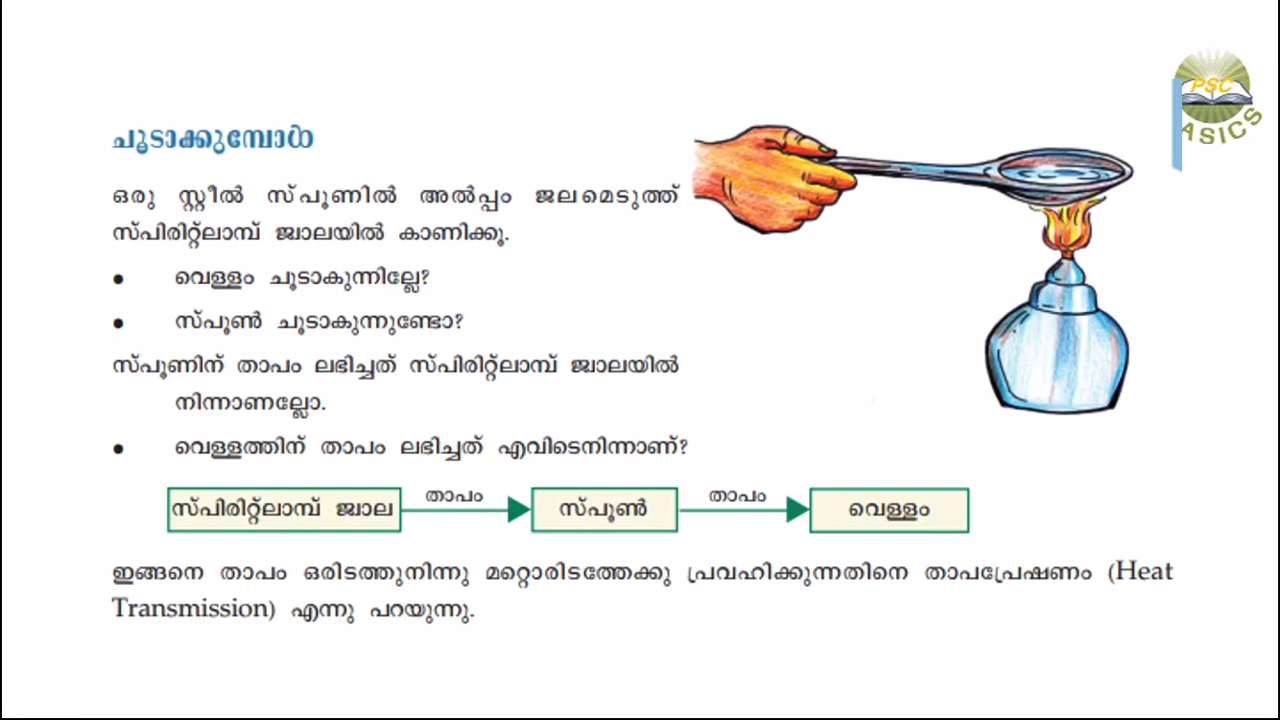 PSC
ASICS
ചൂടാക്കുമ്പോൾ
ഒരു സ്റ്റീൽ സ്പൂണിൽ അൽപ്പം ജലമെടുത്ത്
സ്പിരിറ്റ്‌ലാമ്പ് ജ്വാലയിൽ കാണിക്കൂ.
• വെള്ളം ചൂടാകുന്നില്ലേ?
• സ്പൂൺ ചൂടാകുന്നുണ്ടോ?
സ്പൂണിന് താപം ലഭിച്ചത് സ്പിരിറ്റ്‌ലാമ്പ് ജ്വാലയിൽ
നിന്നാണല്ലോ.
• വെള്ളത്തിന് താപം ലഭിച്ചത് എവിടെനിന്നാണ്?
സ്പിരിറ്റ്‌ലാമ്പ് ജ്വാല താപം സ്പൂൺ താപം വെള്ളം
ഇങ്ങനെ താപം ഒരിടത്തുനിന്നു മറ്റൊരിടത്തേക്കു പ്രവഹിക്കുന്നതിനെ താപപ്രേഷണം (Heat
Transmission) എന്നു പറയുന്നു.